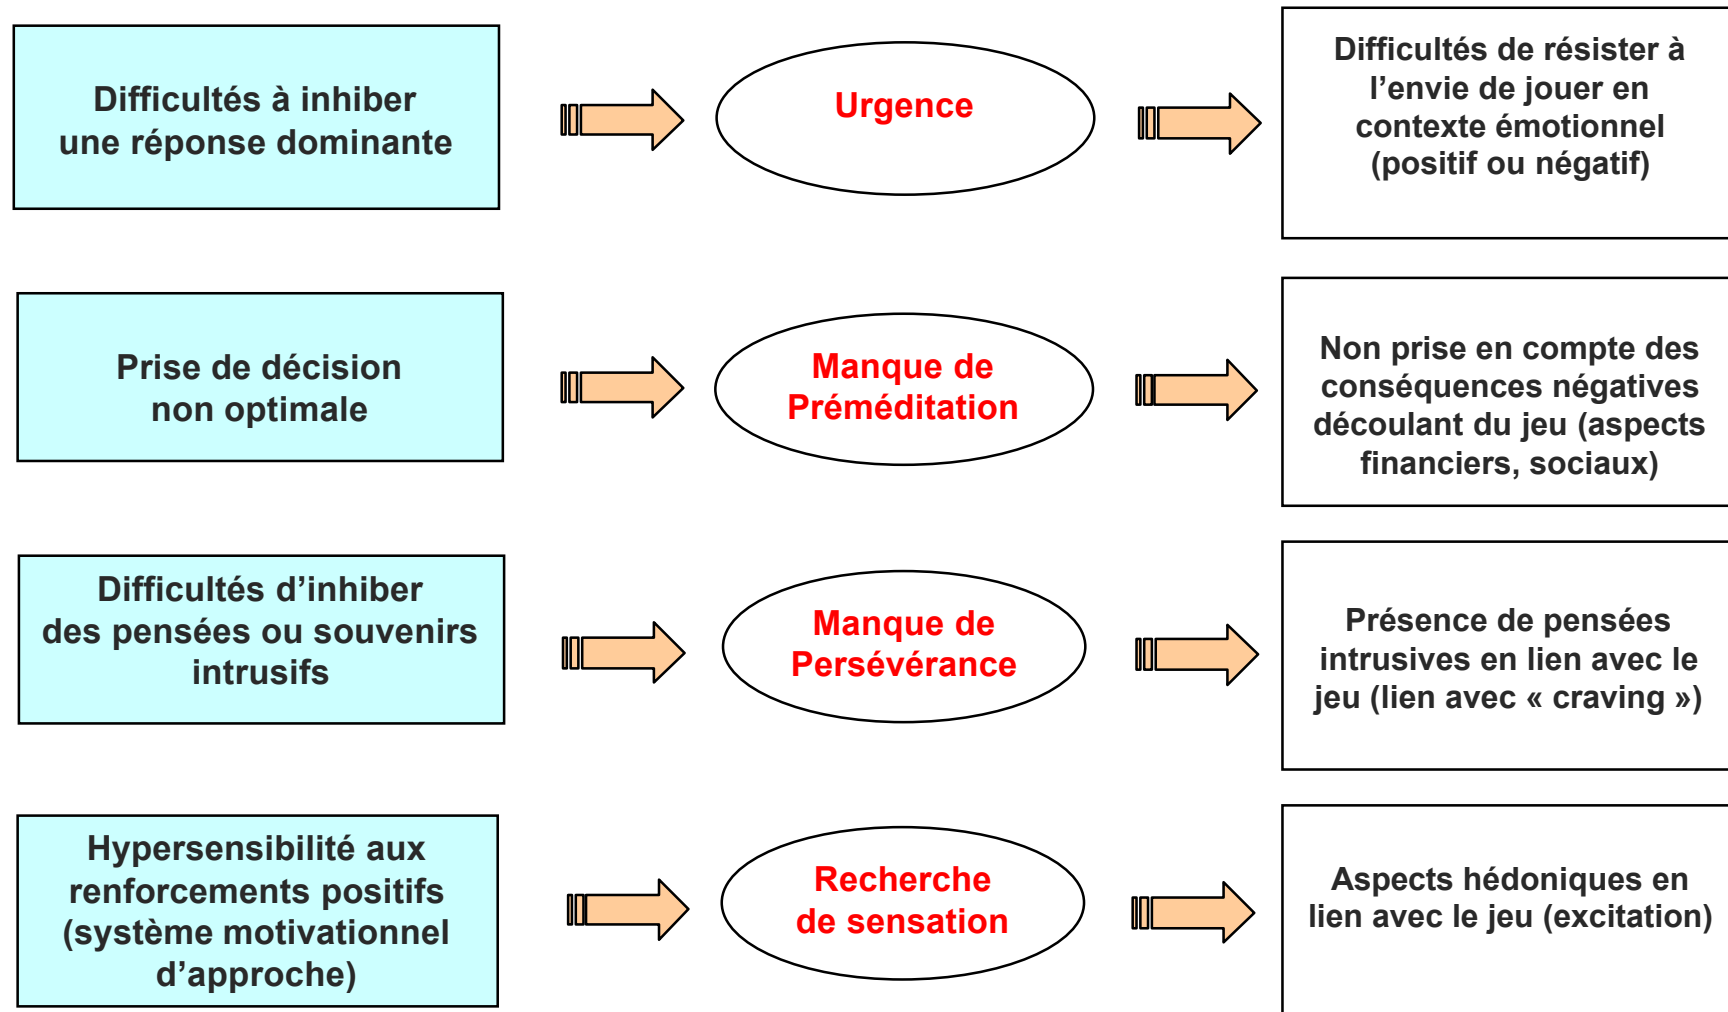 Difficultés à inhiber
une réponse dominante
Urgence
Difficultés de résister à
l’envie de jouer en
contexte émotionnel
(positif ou négatif)
Prise de décision
non optimale
Manque de
Préméditation
Non prise en compte des
conséquences négatives
découlant du jeu (aspects
financiers, sociaux)
Difficultés d’inhiber
des pensées ou souvenirs
intrusifs
Manque de
Persévérance
Présence de pensées
intrusives en lien avec le
jeu (lien avec « craving »)
Hypersensibilité aux
renforcements positifs
(système motivationnel
d’approche)
Recherche
de sensation
Aspects hédoniques en
lien avec le jeu (excitation)